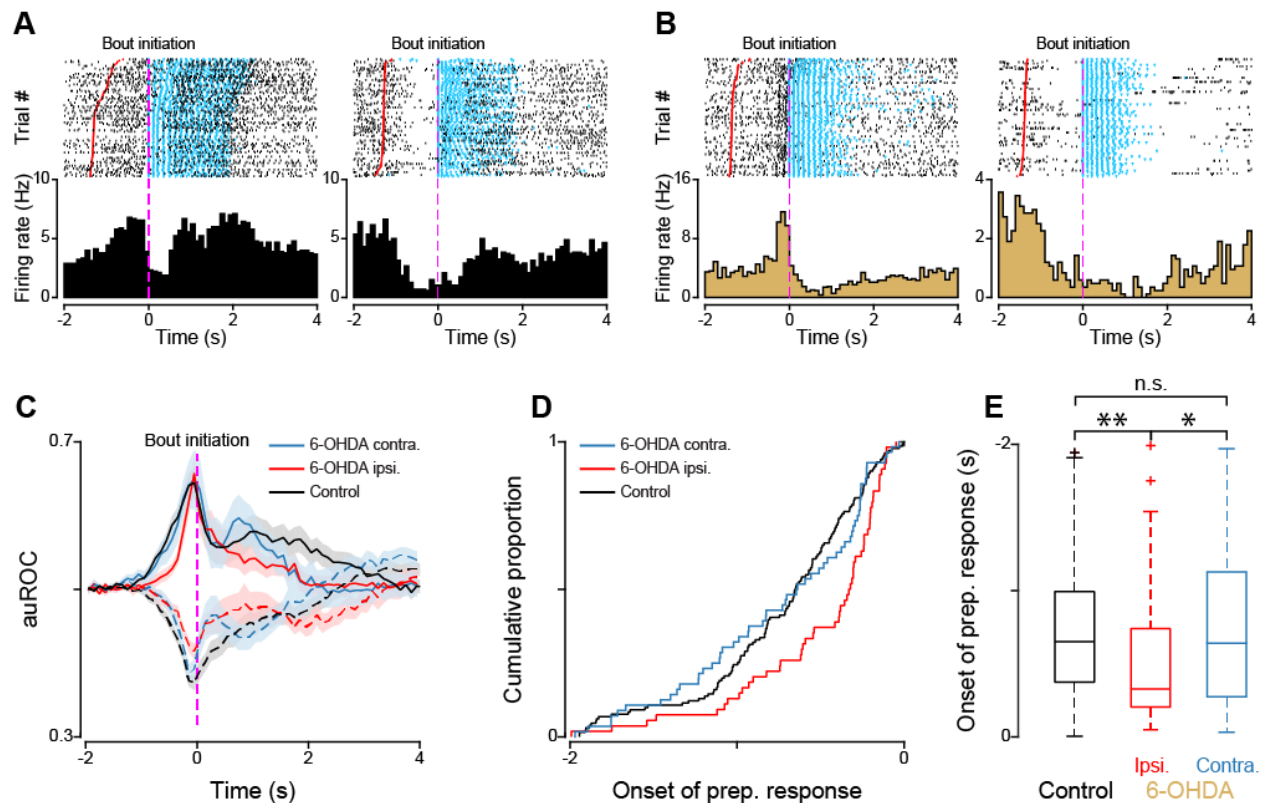 A
B
Bout initiation
Bout initiation
Bout initiation
Bout initiation
Trial #
Trial #
Firing rate (Hz)
10
5
0
10
5
0
Firing rate (Hz)
16
8
0
4
2
0
-2 0 2 4
-2 0 2 4
-2 0 2 4
-2 0 2 4
Time (s)
Time (s)
Time (s)
Time (s)
C
Bout initiation
6-OHDA contra.
6-OHDA ipsi.
Control
auROC
0.7
0.3
-2 0 2 4
Time (s)
D
6-OHDA contra.
6-OHDA ipsi.
Control
Cumulative proportion
1
0
-2 0
Onset of prep. response
E
n.s.
** *
Onset of prep. response (s)
-2
0
Ipsi. Contra.
Control 6-OHDA